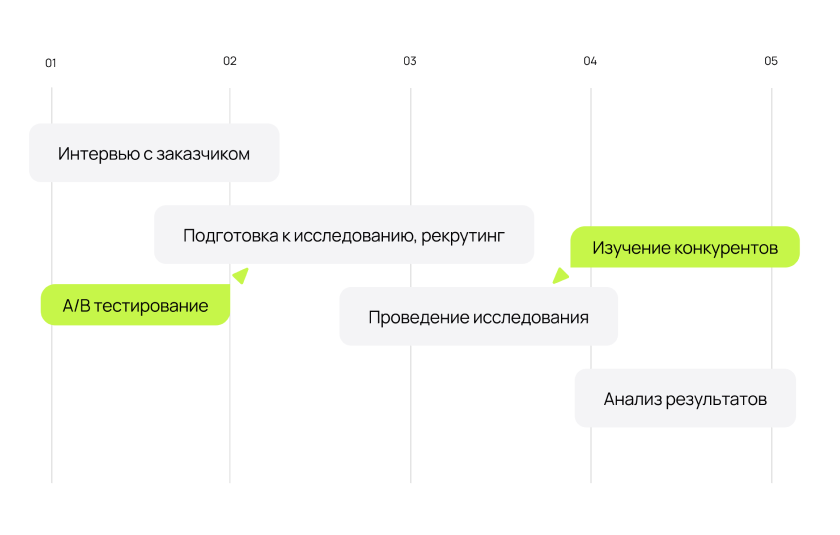 01
02
03
04
05
Интервью с заказчиком
Подготовка к исследованию, рекрутинг
Изучение конкурентов
A/B тестирование
Проведение исследования
Анализ результатов